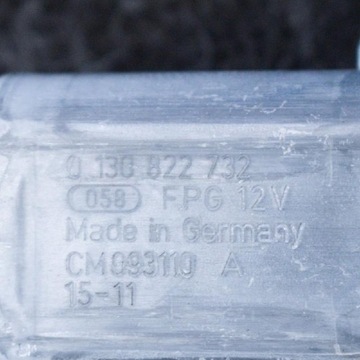 0 130 822 732
058 FPG 12V
Made in Germany
CM093110 A
15-11